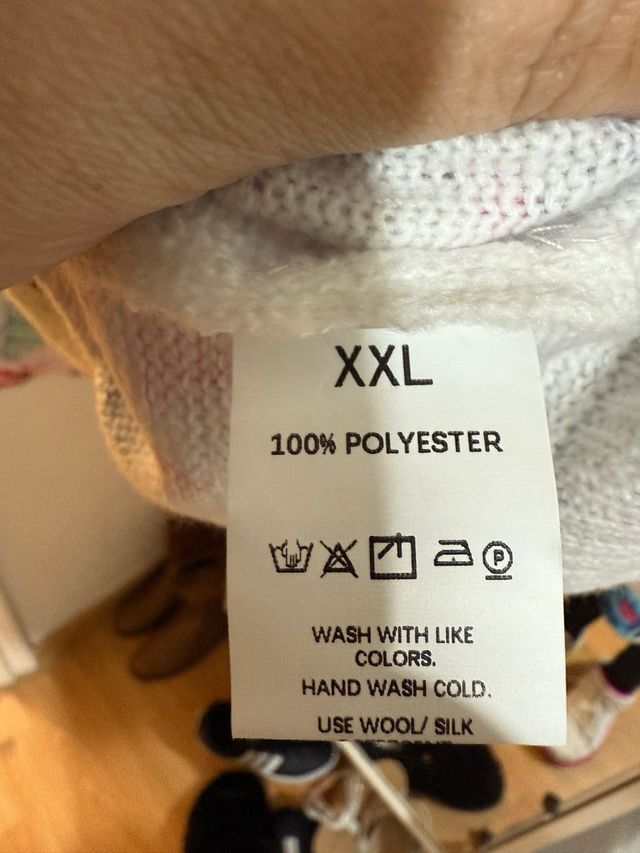 XXL
100% POLYESTER
P
WASH WITH LIKE
COLORS.
HAND WASH COLD.
USE WOOL/ SILK